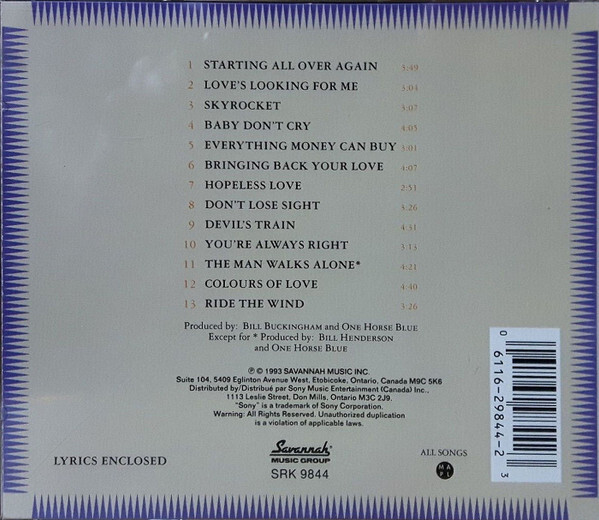 1 STARTING ALL OVER AGAIN 3:49
2 LOVE'S LOOKING FOR ME 3:04
3 SKYROCKET 3:07
4 BABY DON'T CRY 4:05
5 EVERYTHING MONEY CAN BUY 3:01
6 BRINGING BACK YOUR LOVE 4:07
7 HOPELESS LOVE 2:51
8 DON'T LOSE SIGHT 3:26
9 DEVIL'S TRAIN 4:31
10 YOU'RE ALWAYS RIGHT 3:13
11 THE MAN WALKS ALONE* 4:21
12 COLOURS OF LOVE 4:40
13 RIDE THE WIND 3:26
Produced by: BILL BUCKINGHAM and ONE HORSE BLUE
Except for * Produced by: BILL HENDERSON
and ONE HORSE BLUE
℗ © 1993 SAVANNAH MUSIC INC.
Suite 104, 5409 Eglinton Avenue West, Etobicoke, Ontario, Canada M9C 5K6
Distributed by/Distribué par Sony Music Entertainment (Canada) Inc.,
1113 Leslie Street, Don Mills, Ontario M3C 2J9.
"Sony" is a trademark of Sony Corporation.
Warning: All Rights Reserved. Unauthorized duplication
is a violation of applicable laws.
LYRICS ENCLOSED
Savannah
MUSIC GROUP
SRK 9844
ALL SONGS
M A
P L
0 6116-29844-2 3